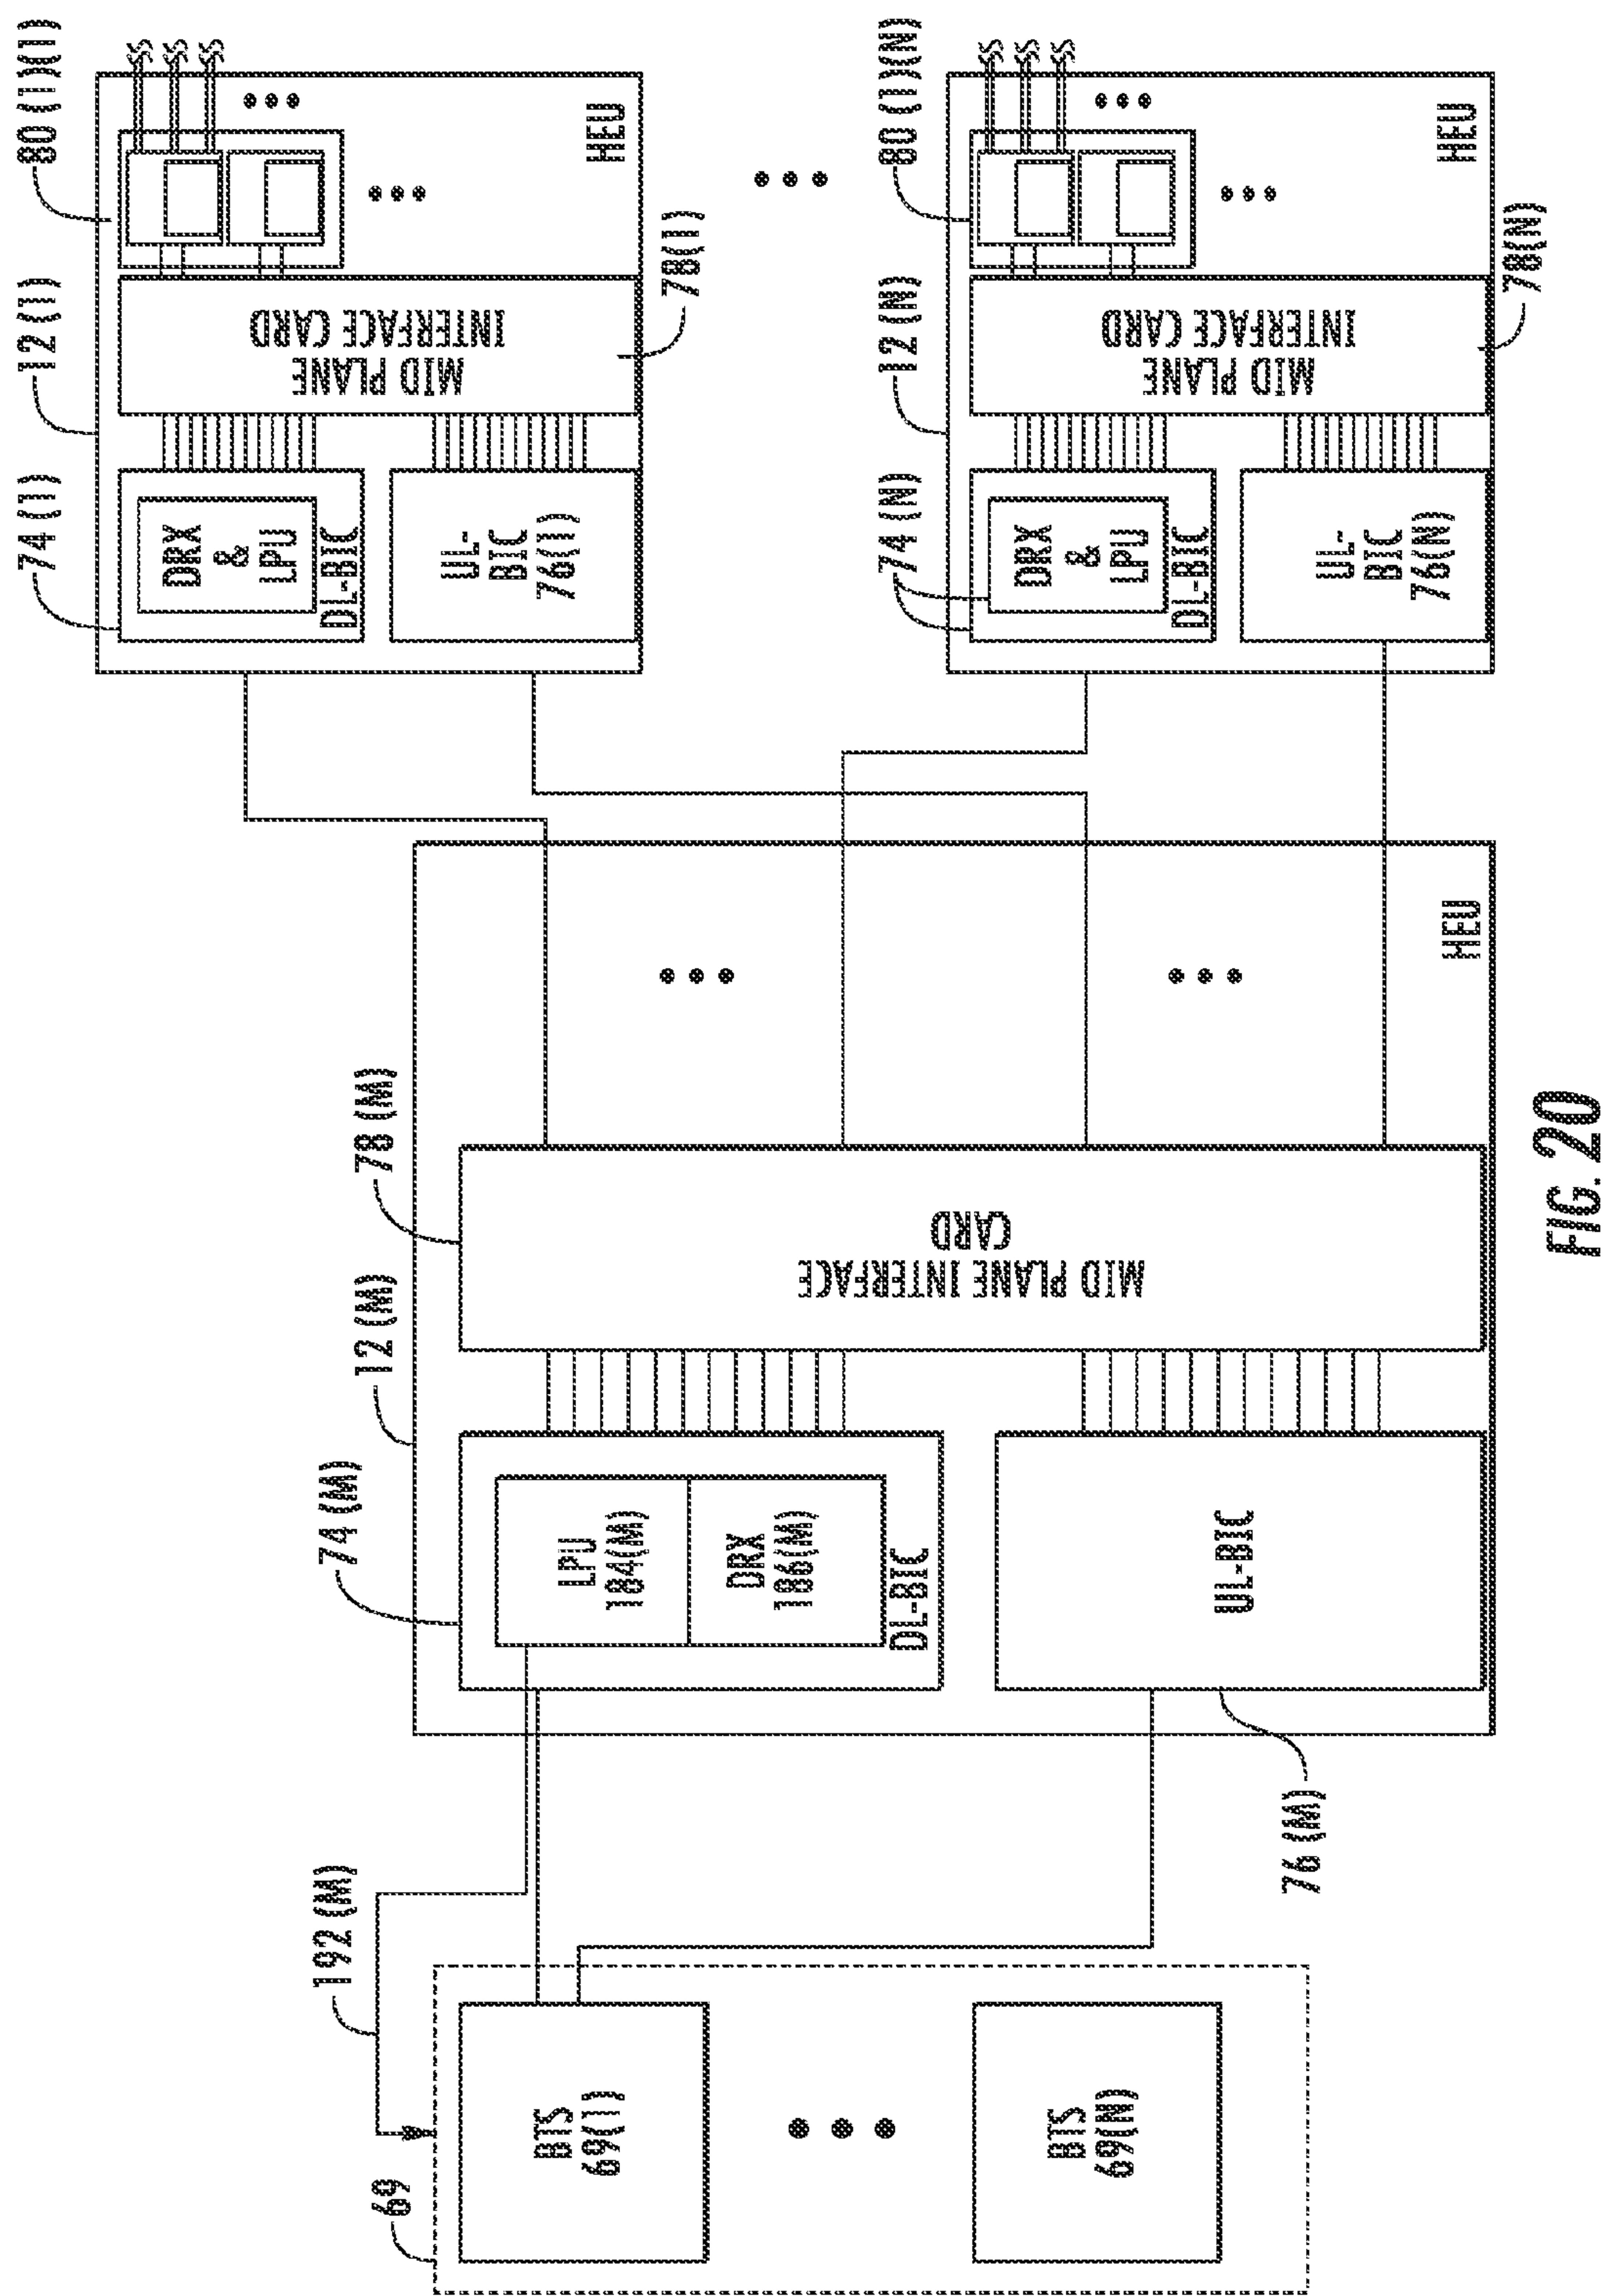 69
BTS
69(1)
BTS
69(N)
192 (M)
74 (M)
LPU
184(M)
DRX
186(M)
DL-BIC
UL-BIC
76 (M)
12 (M)
78 (M)
MID PLANE INTERFACE
CARD
HEU
74 (1)
DRX
&
LPU
DL-BIC
UL-
BIC
76(1)
12 (1)
MID PLANE
INTERFACE CARD
78(1)
80 (1)(1)
HEU
74 (N)
DRX
&
LPU
DL-BIC
UL-
BIC
76(N)
12 (N)
MID PLANE
INTERFACE CARD
78(N)
80 (1)(N)
HEU
FIG. 20